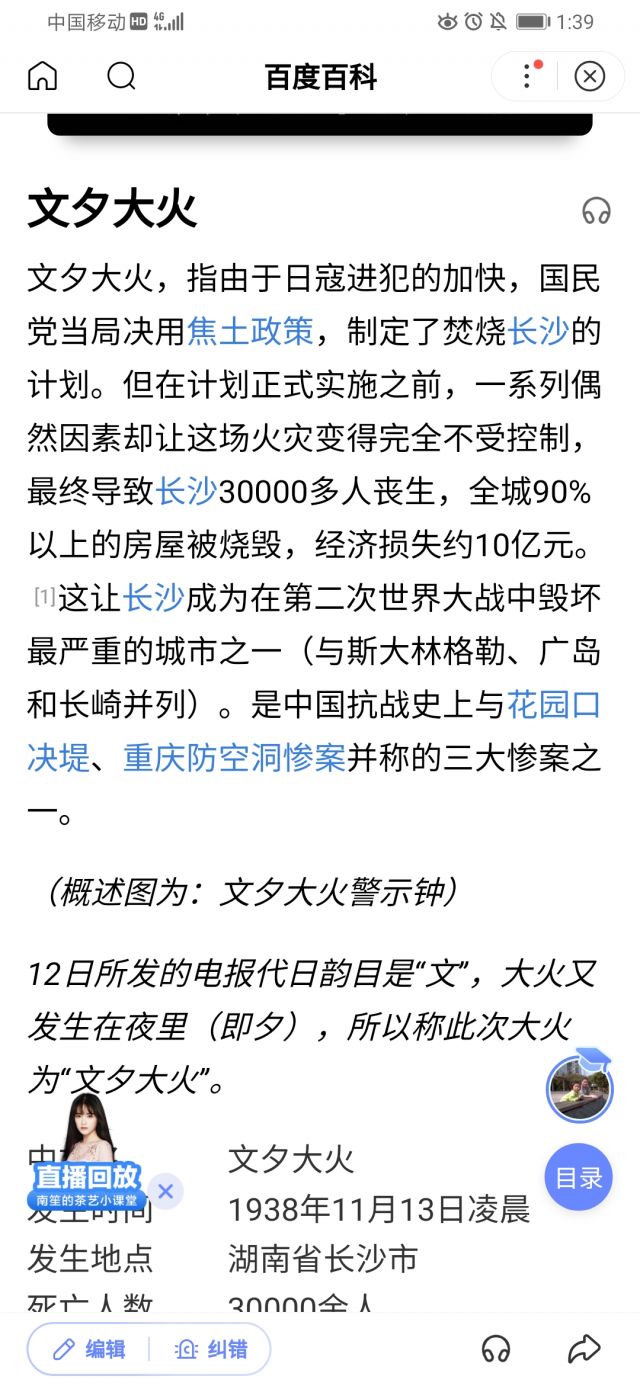 中国移动 HD 4G 1:39
百度百科
文夕大火
文夕大火，指由于日寇进犯的加快，国民
党当局决用焦土政策，制定了焚烧长沙的
计划。但在计划正式实施之前，一系列偶
然因素却让这场火灾变得完全不受控制，
最终导致长沙30000多人丧生，全城90%
以上的房屋被烧毁，经济损失约10亿元。
[1]这让长沙成为在第二次世界大战中毁坏
最严重的城市之一（与斯大林格勒、广岛
和长崎并列）。是中国抗战史上与花园口
决堤、重庆防空洞惨案并称的三大惨案之
一。
（概述图为：文夕大火警示钟）
12日所发的电报代日韵目是“文”，大火又
发生在夜里（即夕），所以称此次大火
为“文夕大火”。
文夕大火
直播回放
南笙的茶艺小课堂
目录
发生时间 1938年11月13日凌晨
发生地点 湖南省长沙市
死亡人数 30000余人
编辑 纠错